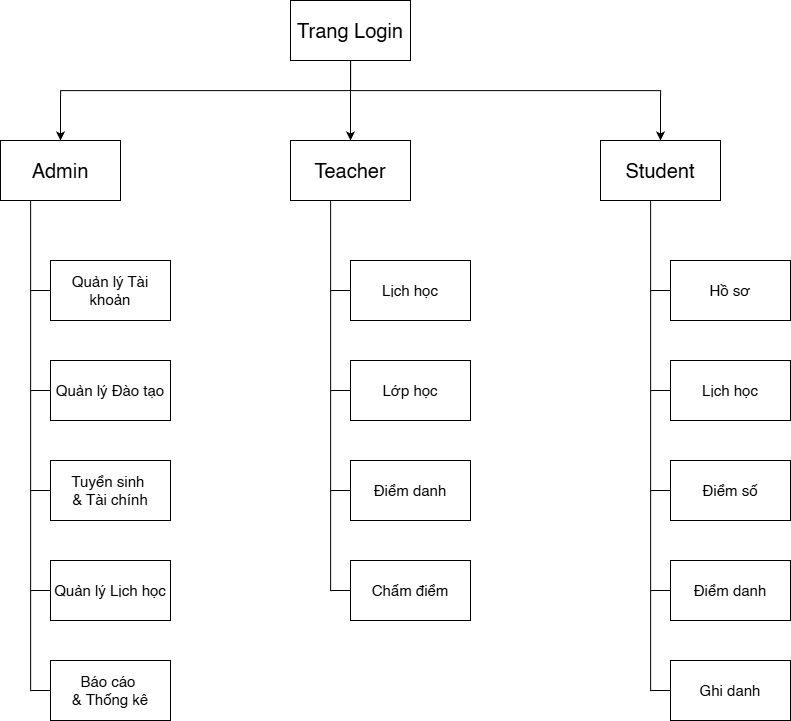 Trang Login
Admin
Teacher
Student
Quản lý Tài
khoản
Lịch học
Hồ sơ
Quản lý Đào tạo
Lớp học
Lịch học
Tuyển sinh
& Tài chính
Điểm danh
Điểm số
Quản lý Lịch học
Chấm điểm
Điểm danh
Báo cáo
& Thống kê
Ghi danh